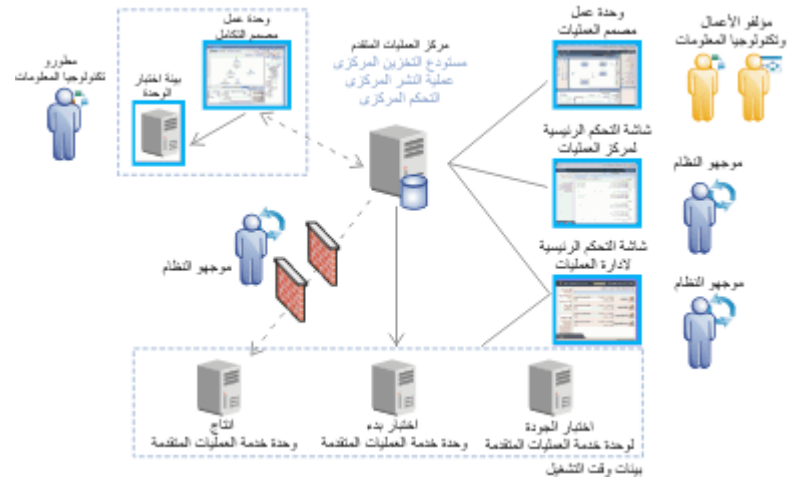 مؤلفو الأعمال
وتكنولوجيا المعلومات
وحدة عمل
مصمم العمليات
مركز العمليات المتقدم
مستودع التخزين المركزى
عملية النشر المركزى
التحكم المركزى
وحدة عمل
مصمم التكامل
بيئة اختبار
الوحدة
مطورو
تكنولوجيا المعلومات
شاشة التحكم الرئيسية
لمركز العمليات
موجهو النظام
شاشة التحكم الرئيسية
لادارة العمليات
موجهو النظام
موجهو النظام
اختبار الجودة
لوحدة خدمة العمليات المتقدمة
اختبار بدء
وحدة خدمة العمليات المتقدمة
انتاج
وحدة خدمة العمليات المتقدمة
بيئات وقت التشغيل